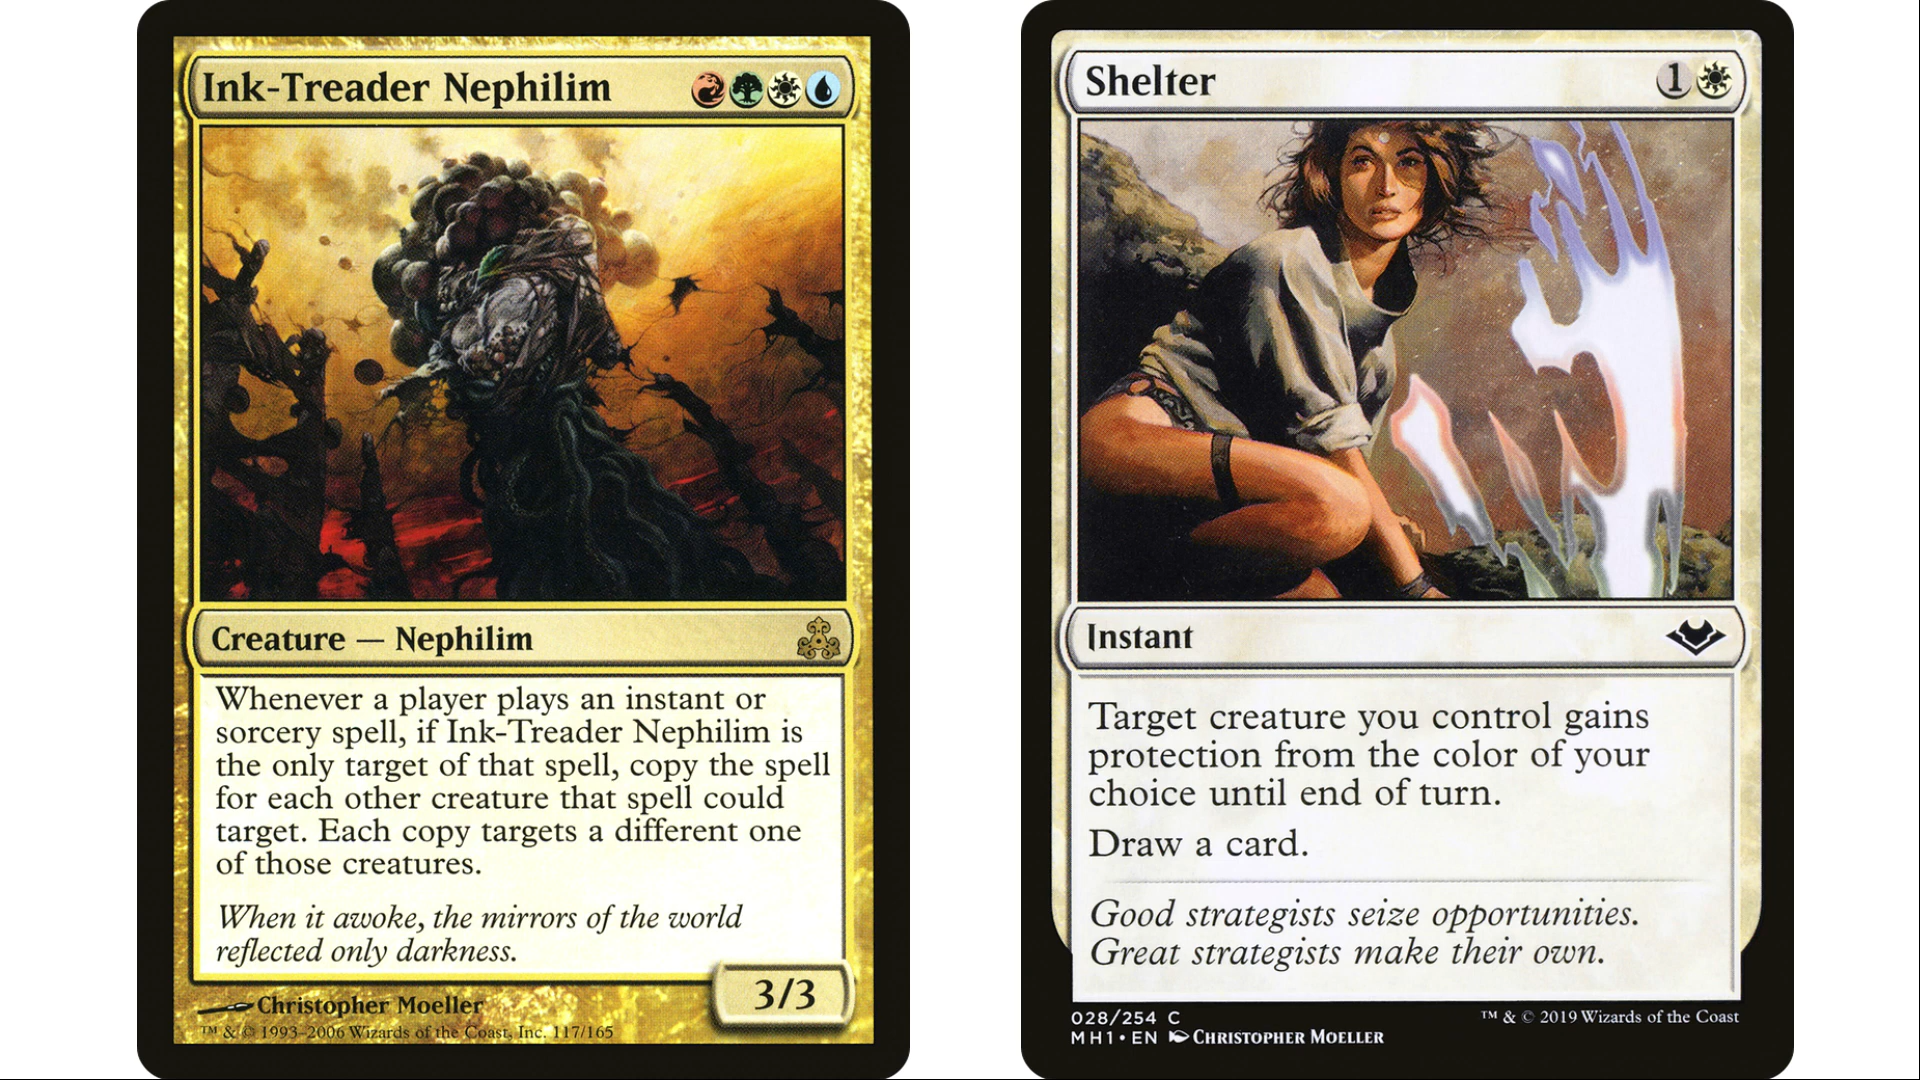 Ink-Treader Nephilim
Creature — Nephilim
Whenever a player plays an instant or
sorcery spell, if Ink-Treader Nephilim is
the only target of that spell, copy the spell
for each other creature that spell could
target. Each copy targets a different one
of those creatures.
When it awoke, the mirrors of the world
reflected only darkness.
3/3
Christopher Moeller
™ & © 1993–2006 Wizards of the Coast, Inc. 117/165
Shelter 1
Instant
Target creature you control gains
protection from the color of your
choice until end of turn.
Draw a card.
Good strategists seize opportunities.
Great strategists make their own.
028/254 C
MH1 • EN Christopher Moeller
™ & © 2019 Wizards of the Coast